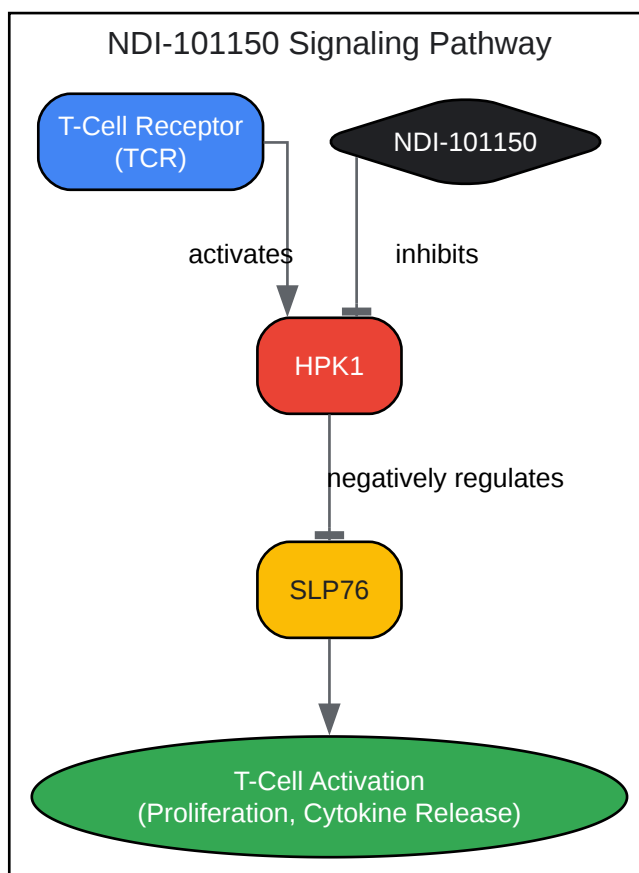 NDI-101150 Signaling Pathway
T-Cell Receptor
(TCR)
NDI-101150
activates
inhibits
HPK1
negatively regulates
SLP76
T-Cell Activation
(Proliferation, Cytokine Release)